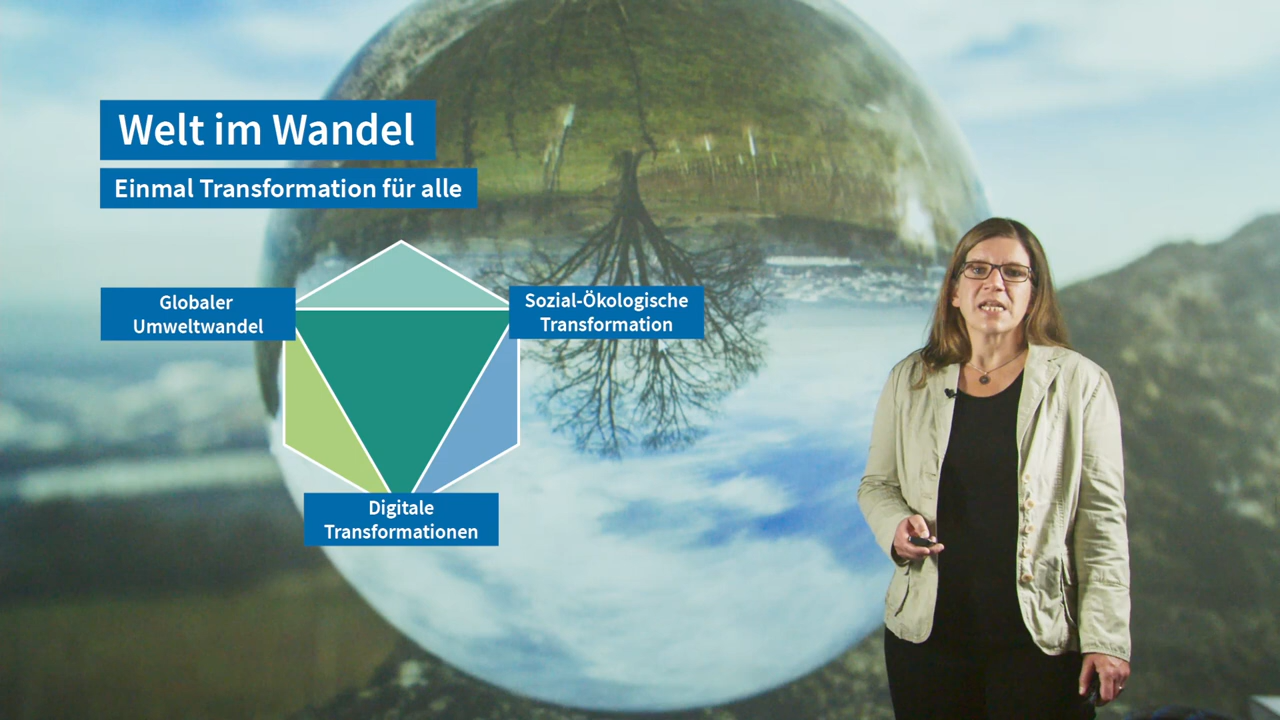 Welt im Wandel
Einmal Transformation für alle
Globaler
Umweltwandel
Sozial-Ökologische
Transformation
Digitale
Transformationen